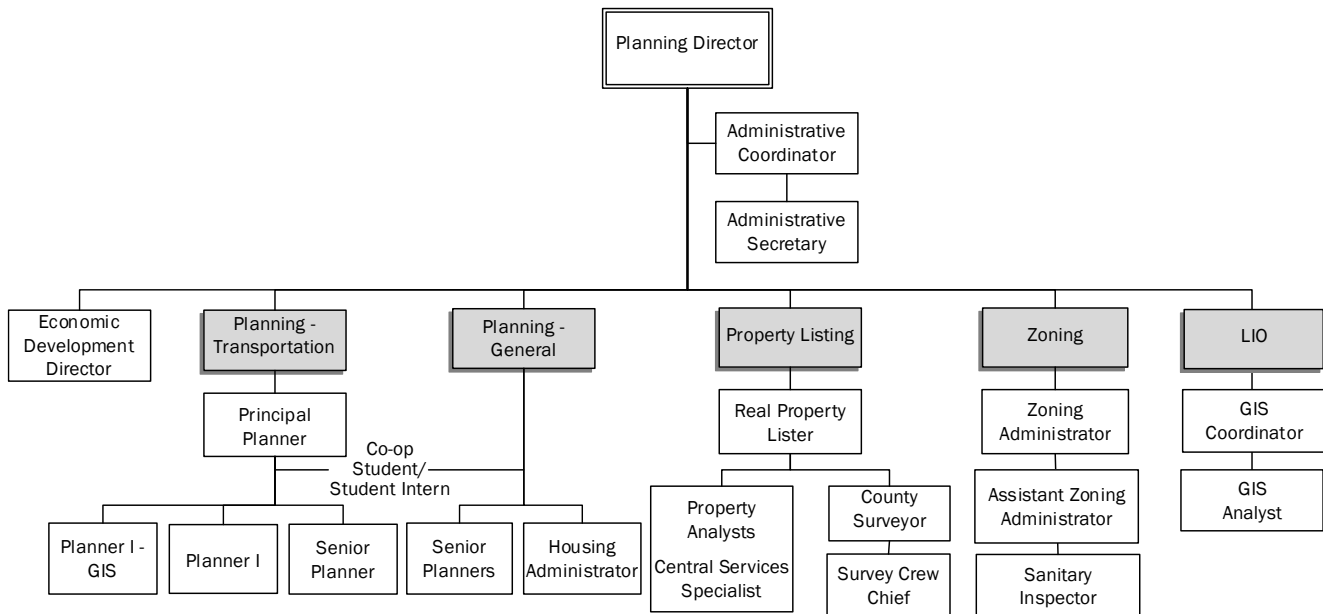 Planning Director
Administrative
Coordinator
Administrative
Secretary
Economic
Development
Director
Planning -
Transportation
Planning -
General
Property Listing
Zoning
LIO
Principal
Planner
Real Property
Lister
Zoning
Administrator
GIS
Coordinator
Co-op
Student/
Student Intern
Planner I -
GIS
Planner I
Senior
Planner
Senior
Planners
Housing
Administrator
Property
Analysts
Central Services
Specialist
County
Surveyor
Survey Crew
Chief
Assistant Zoning
Administrator
Sanitary
Inspector
GIS
Analyst